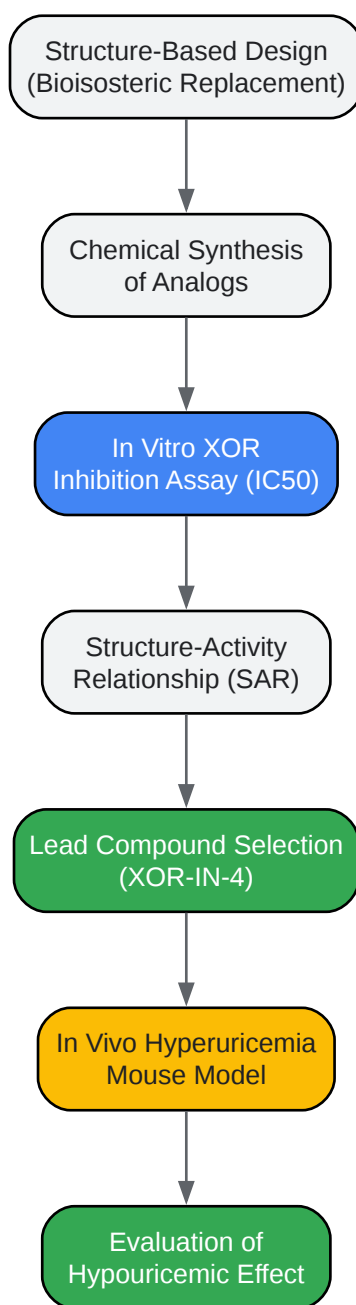 Structure-Based Design
(Bioisosteric Replacement)
Chemical Synthesis
of Analogs
In Vitro XOR
Inhibition Assay (IC50)
Structure-Activity
Relationship (SAR)
Lead Compound Selection
(XOR-IN-4)
In Vivo Hyperuricemia
Mouse Model
Evaluation of
Hypouricemic Effect